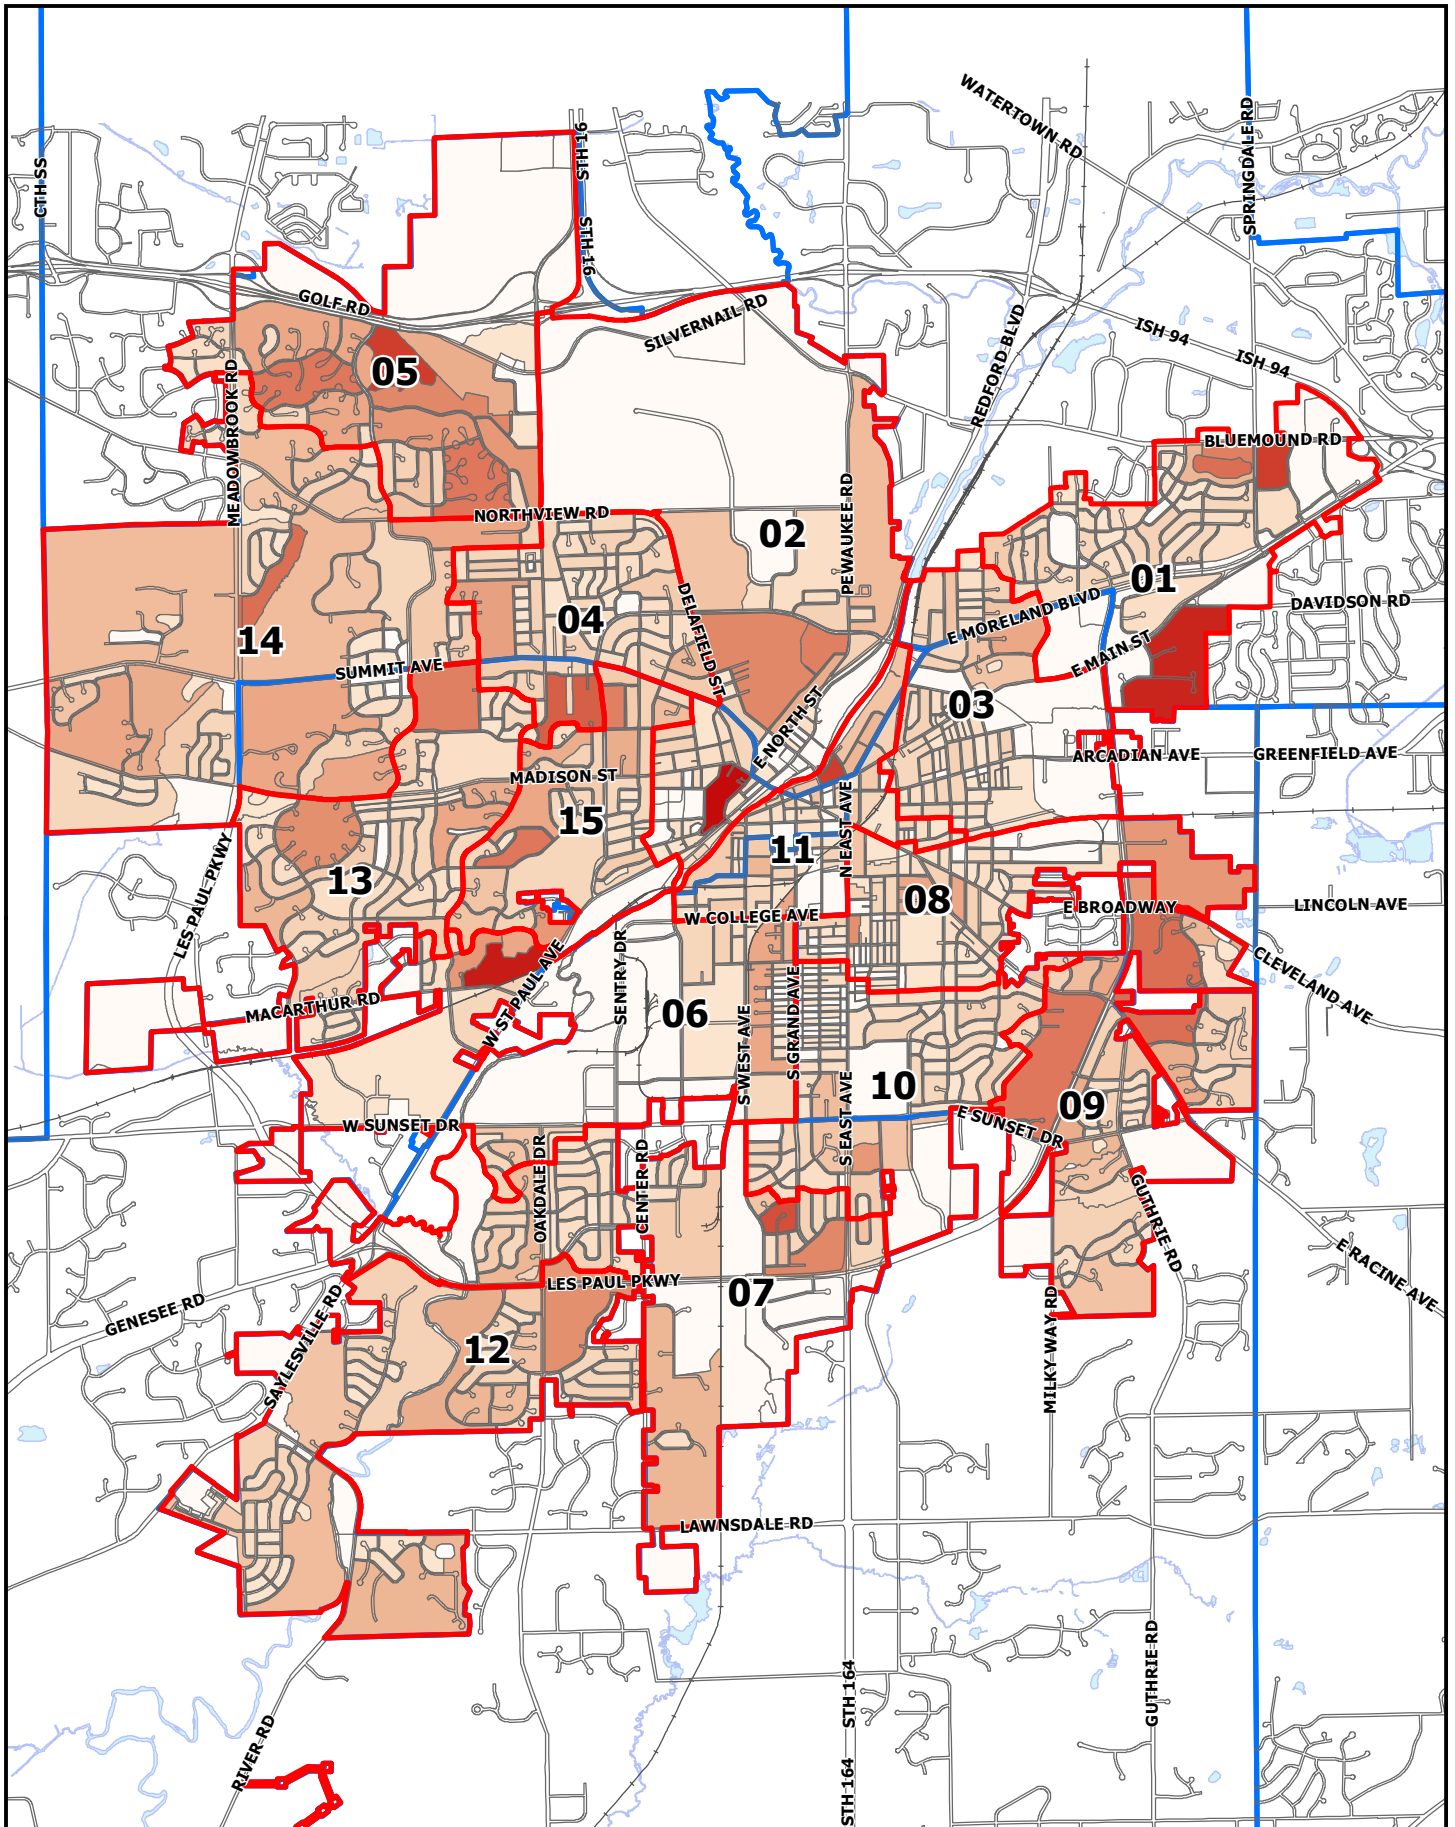 WATERTOWN RD
STH 16
SPRINGDALE RD
CTH SS
STH 16
GOLF RD
SILVERNAIL RD
REDFORD BLVD
ISH 94
ISH 94
05
MEADOWBROOK RD
BLUEMOUND RD
PEWAUKEE RD
NORTHVIEW RD
02
01
DELAFIELD ST
DAVIDSON RD
04
E MORELAND BLVD
14
SUMMIT AVE
E MAIN ST
03
E NORTH ST
ARCADIAN AVE
GREENFIELD AVE
MADISON ST
15
N EAST AVE
11
13
LES PAUL PKWY
08
E BROADWAY
LINCOLN AVE
W COLLEGE AVE
SENTRY DR
W ST PAUL AVE
CLEVELAND AVE
MACARTHUR RD
06
S GRAND AVE
S WEST AVE
10
S EAST AVE
09
W SUNSET DR
E SUNSET DR
OAKDALE DR
CENTER RD
GUTHRIE RD
E RACINE AVE
LES PAUL PKWY
07
GENESEE RD
SAYLESVILLE RD
12
MILKY WAY RD
LAWNSDALE RD
GUTHRIE RD
STH 164
RIVER RD
STH 164